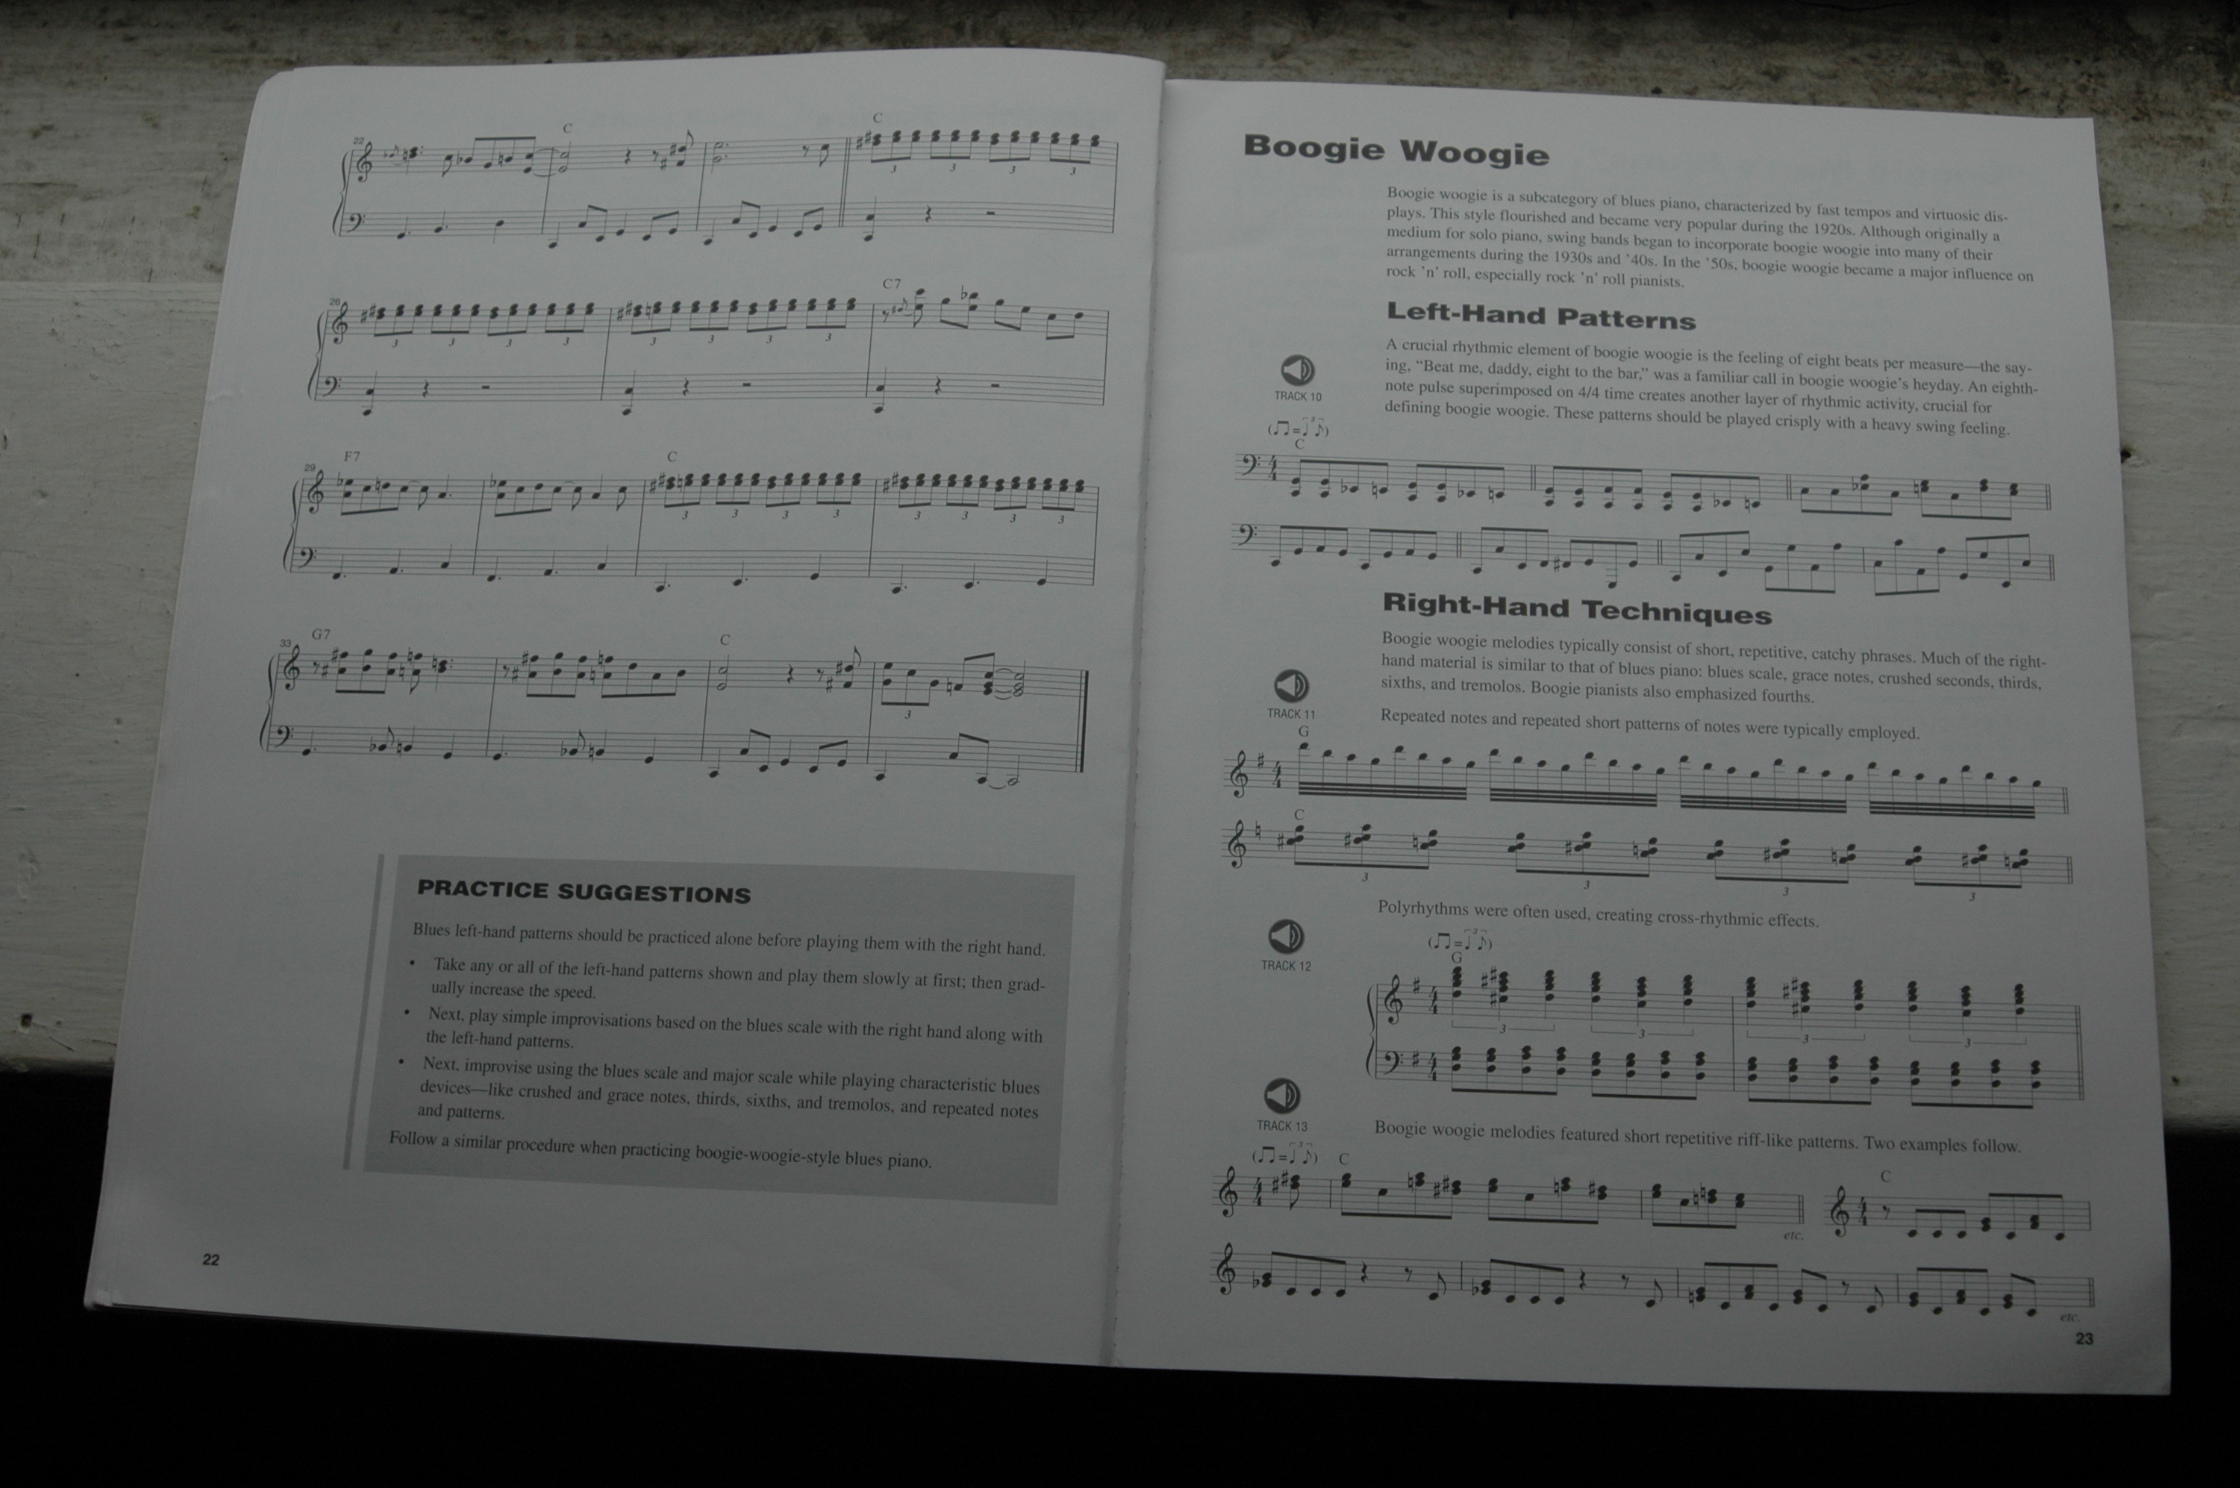 22
C
C
3 3 3 3
26
C7
3 3 3 3 3 3 3 3
29
F7
C
3 3 3 3 3 3 3 3
33
G7
C
3
PRACTICE SUGGESTIONS
Blues left-hand patterns should be practiced alone before playing them with the right hand.
• Take any or all of the left-hand patterns shown and play them slowly at first; then grad-
ually increase the speed.
• Next, play simple improvisations based on the blues scale with the right hand along with
the left-hand patterns.
• Next, improvise using the blues scale and major scale while playing characteristic blues
devices—like crushed and grace notes, thirds, sixths, and tremolos, and repeated notes
and patterns.
Follow a similar procedure when practicing boogie-woogie-style blues piano.
22
Boogie Woogie
Boogie woogie is a subcategory of blues piano, characterized by fast tempos and virtuosic dis-
plays. This style flourished and became very popular during the 1920s. Although originally a
medium for solo piano, swing bands began to incorporate boogie woogie into many of their
arrangements during the 1930s and ’40s. In the ’50s, boogie woogie became a major influence on
rock ’n’ roll, especially rock ’n’ roll pianists.
Left-Hand Patterns
A crucial rhythmic element of boogie woogie is the feeling of eight beats per measure—the say-
ing, “Beat me, daddy, eight to the bar,” was a familiar call in boogie woogie’s heyday. An eighth-
note pulse superimposed on 4/4 time creates another layer of rhythmic activity, crucial for
defining boogie woogie. These patterns should be played crisply with a heavy swing feeling.
TRACK 10
C
Right-Hand Techniques
Boogie woogie melodies typically consist of short, repetitive, catchy phrases. Much of the right-
hand material is similar to that of blues piano: blues scale, grace notes, crushed seconds, thirds,
sixths, and tremolos. Boogie pianists also emphasized fourths.
TRACK 11
Repeated notes and repeated short patterns of notes were typically employed.
G
C
3 3 3 3
Polyrhythms were often used, creating cross-rhythmic effects.
TRACK 12
G
3 3 3 3
TRACK 13
Boogie woogie melodies featured short repetitive riff-like patterns. Two examples follow.
C
etc.
C
etc.
23